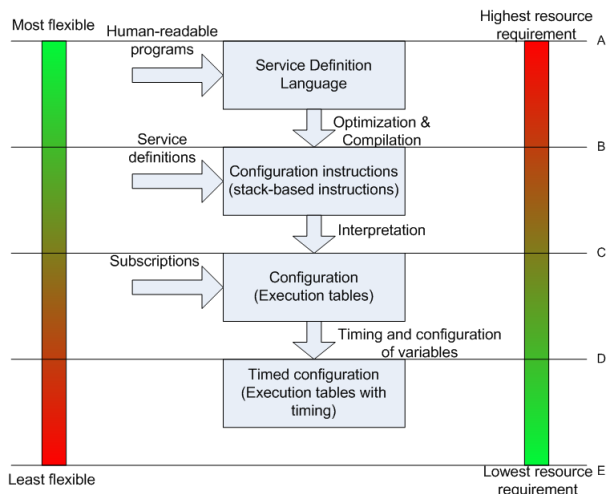 Most flexible
Human-readable
programs
Highest resource
requirement
A
Service Definition
Language
Optimization &
Compilation
Service
definitions
B
Configuration instructions
(stack-based instructions)
Interpretation
Subscriptions
C
Configuration
(Execution tables)
Timing and configuration
of variables
D
Timed configuration
(Execution tables with
timing)
Least flexible
Lowest resource
requirement
E